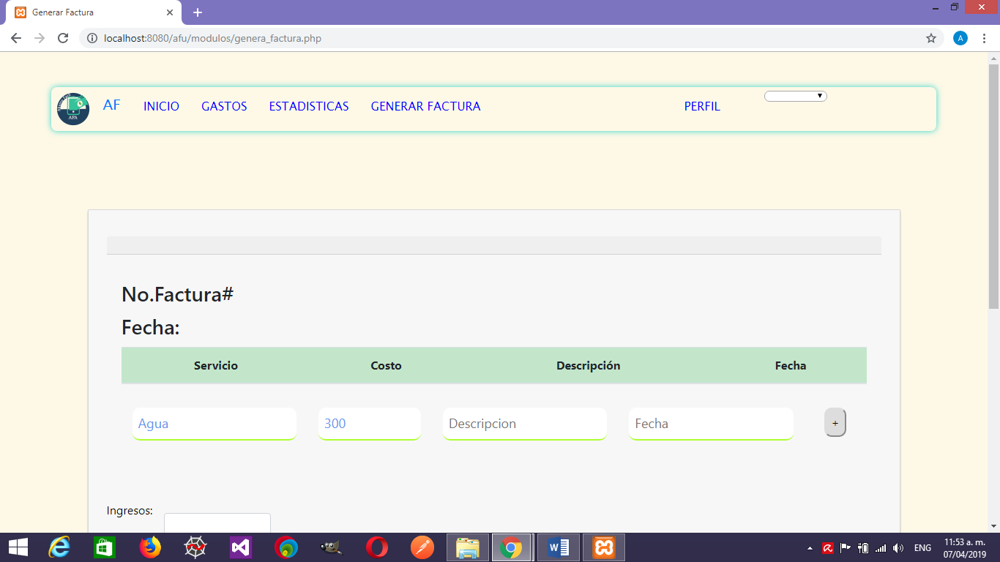 Generar Factura
localhost:8080/afu/modulos/genera_factura.php
A
AFA
AF
INICIO
GASTOS
ESTADISTICAS
GENERAR FACTURA
PERFIL
No.Factura#
Fecha:
Servicio Costo Descripción Fecha
Agua 300 Descripcion Fecha +
Ingresos:
ENG
11:53 a. m.
07/04/2019